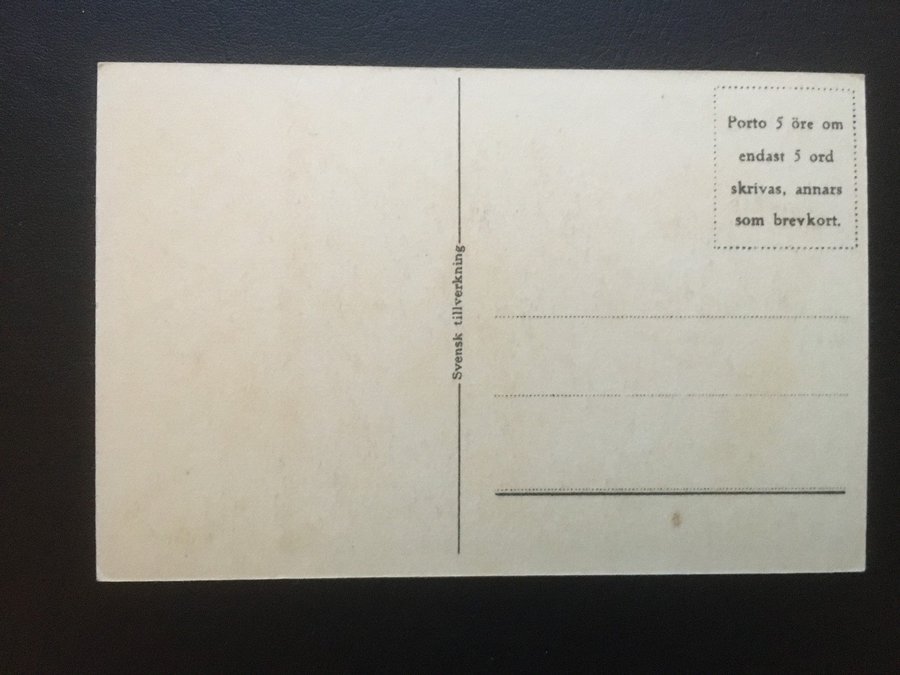 Porto 5 öre om
endast 5 ord
skrivas, annars
som brevkort.
Svensk tillverkning